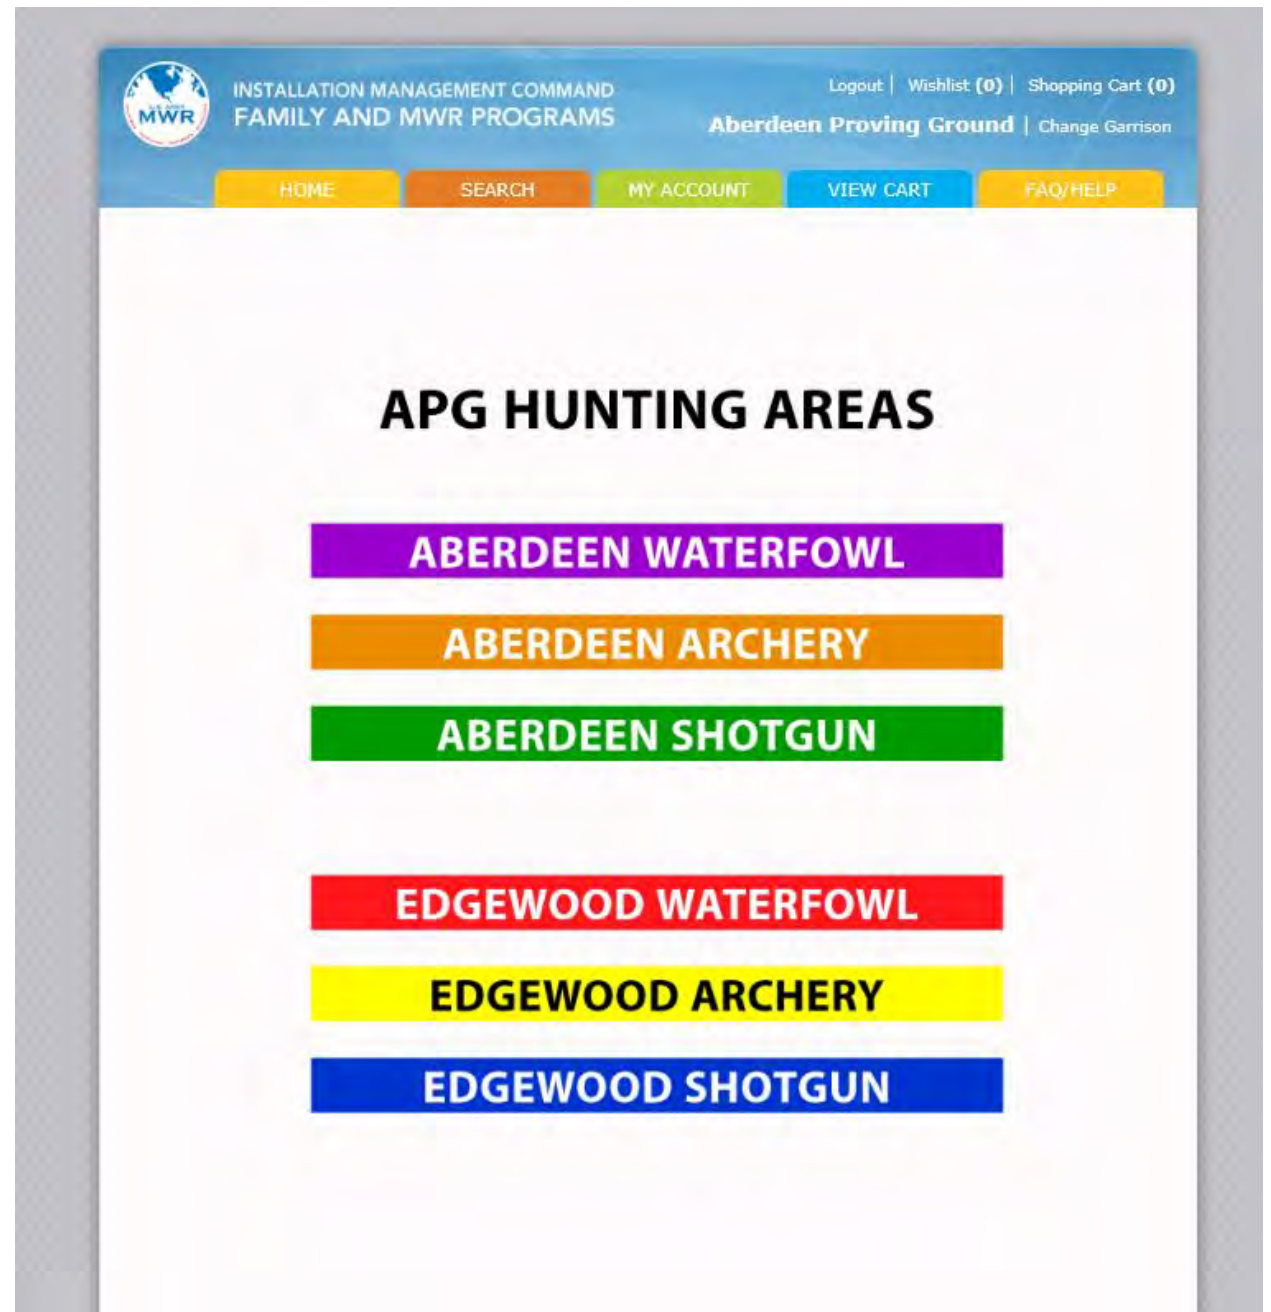 INSTALLATION MANAGEMENT COMMAND
FAMILY AND MWR PROGRAMS
MWR
Logout | Wishlist (0) | Shopping Cart (0)
Aberdeen Proving Ground | Change Garrison
HOME SEARCH MY ACCOUNT VIEW CART FAQ/HELP
APG HUNTING AREAS
ABERDEEN WATERFOWL
ABERDEEN ARCHERY
ABERDEEN SHOTGUN
EDGEWOOD WATERFOWL
EDGEWOOD ARCHERY
EDGEWOOD SHOTGUN